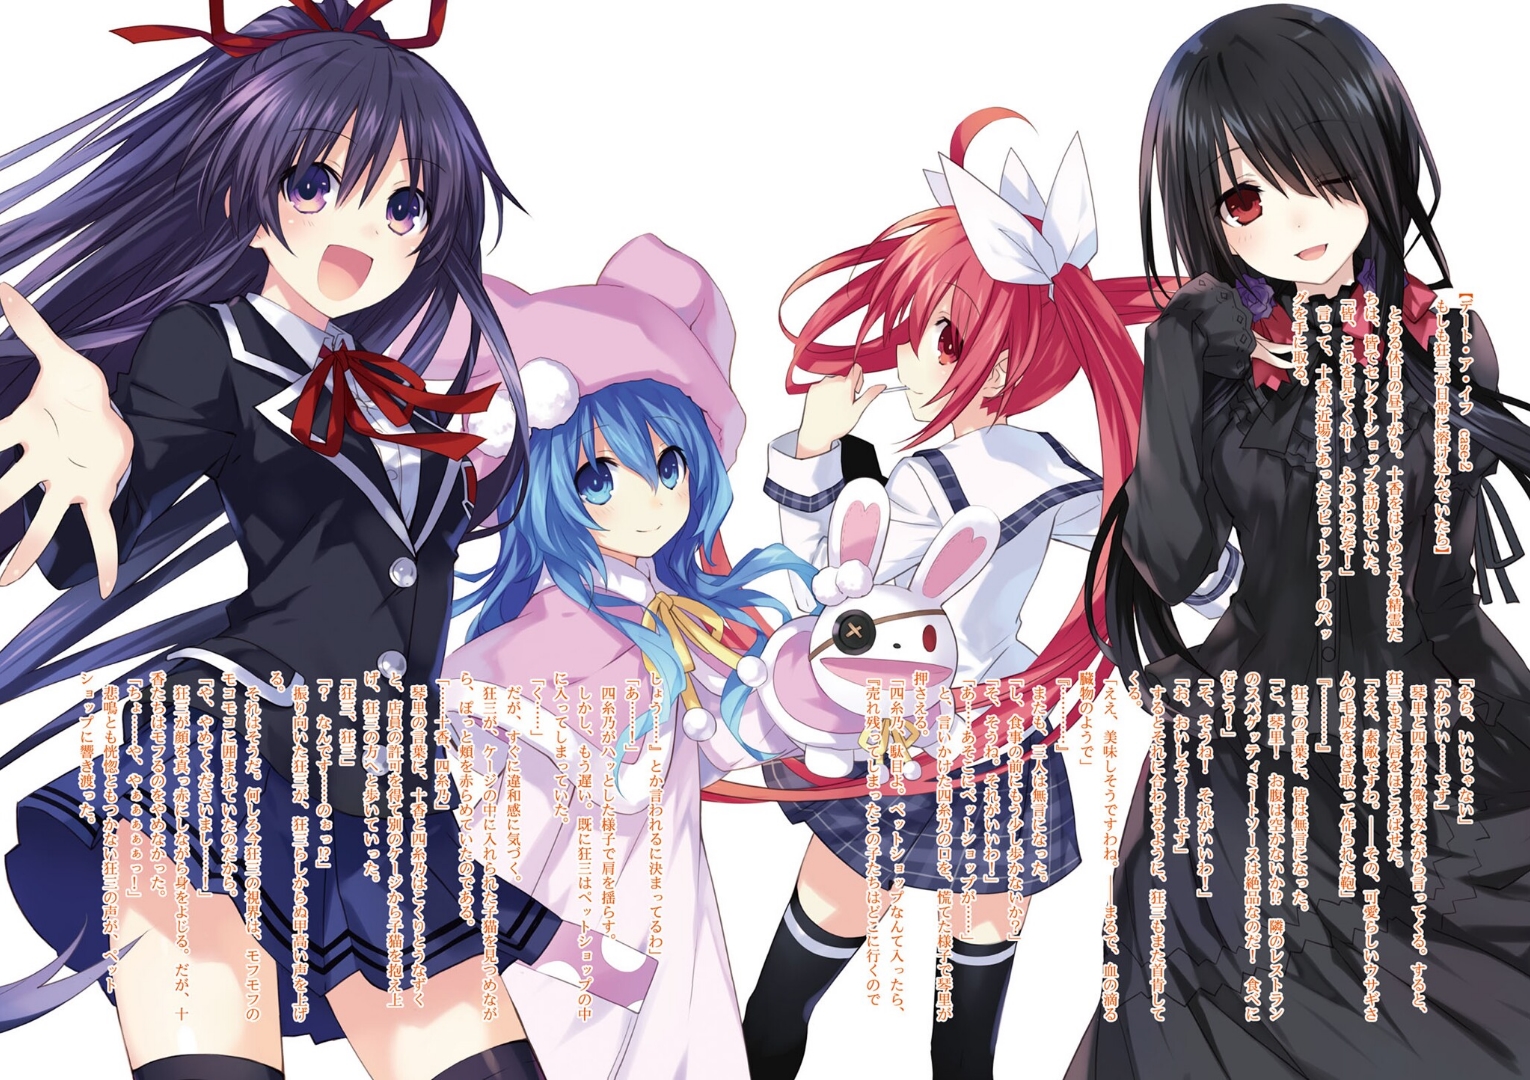 【デート・ア・イフ case-2
もしも狂三が日常に溶け込んでいたら】
　とある休日の昼下がり。十香をはじめとする精霊た
ちは、皆でセレクトショップを訪れていた。
「皆、これを見てくれ！　ふわふわだぞ！」
　言って、十香が近場にあったラビットファーのバッ
グを手に取る。
「あら、いいじゃない」
「かわいい……です」
　琴里と四糸乃が微笑みながら言ってくる。すると、
狂三もまた唇をほころばせた。
「ええ、素敵ですね。――その、可愛らしいウサギさ
んの毛皮をはぎ取って作られた鞄」
「………」
　狂三の言葉に、皆は無言になった。
「こ、琴里！　お腹は空かないか!?　隣のレストラン
のスパゲッティミートソースは絶品なのだ！　食べに
行こう！」
「そ、そうね！　それがいいわ！」
「お、おいしそう……です」
　するとそれに合わせるように、狂三もまた首肯して
くる。
「ええ、美味しそうですわね。――まるで、血の滴る
臓物のようで」
「………」
　またも、三人は無言になった。
「し、食事の前にもう少し歩かないか？」
「そ、そうね。それがいいわ！」
「あ……あそこにペットショップが……」
　と、言いかけた四糸乃の口を、慌てた様子で琴里が
押さえる。
「四糸乃、駄目よ。ペットショップなんて入ったら、
『売れ残ってしまったこの子たちはどこに行くので
しょう……』とか言われるに決まってるわ」
「あ………！」
　四糸乃がハッとした様子で肩を揺らす。
　しかし、もう遅い。既に狂三はペットショップの中
に入ってしまっていた。
「く……」
　だが、すぐに違和感に気づく。
　狂三が、ケージの中に入れられた子猫を見つめなが
ら、ぽっと頬を赤らめていたのである。
「……十香、四糸乃」
　琴里の言葉に、十香と四糸乃はこくりとうなずく
と、店員の許可を得て別のケージから子猫を抱え上
げ、狂三の方へと歩いていった。
「狂三、狂三」
「？　なんです……のぉっ!?」
　振り向いた狂三が、狂三らしからぬ甲高い声を上げ
る。
　それはそうだ。何しろ今狂三の視界は、モフモフの
モコモコに囲まれていたのだから。
「や、やめてくださいまし……」
　狂三が顔を真っ赤にしながら身をよじる。だが、十
香たちはモフるのをやめなかった。
「ちょ……や、やぁぁぁぁっ！」
　悲鳴とも恍惚ともつかない狂三の声が、ペット
ショップに響き渡った。